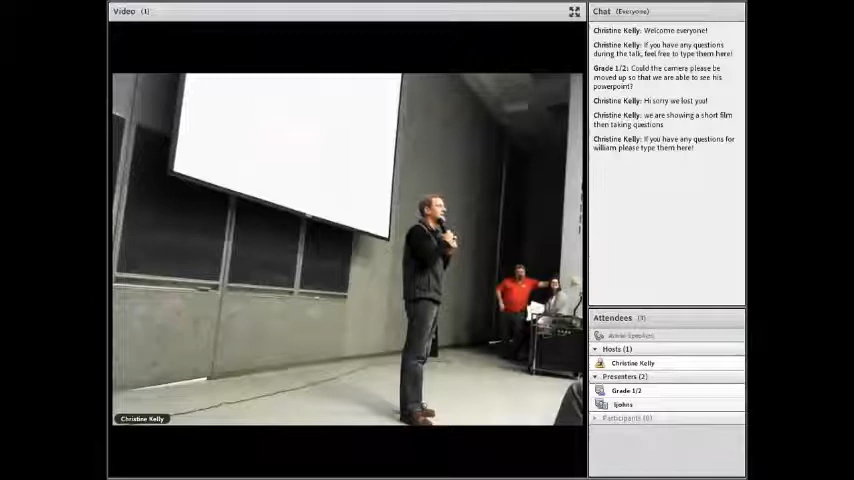 Video (1)
Chat (Everyone)
Christine Kelly: Welcome everyone!
Christine Kelly: If you have any questions
during the talk, feel free to type them here!
Grade 1/2: Could the camera please be
moved up so that we are able to see his
powerpoint?
Christine Kelly: Hi sorry we lost you!
Christine Kelly: we are showing a short film
then taking questions
Christine Kelly: If you have any questions for
william please type them here!
Christine Kelly
Attendees (3)
Active Speakers
Hosts (1)
Christine Kelly
Presenters (2)
Grade 1/2
ljohns
Participants (0)